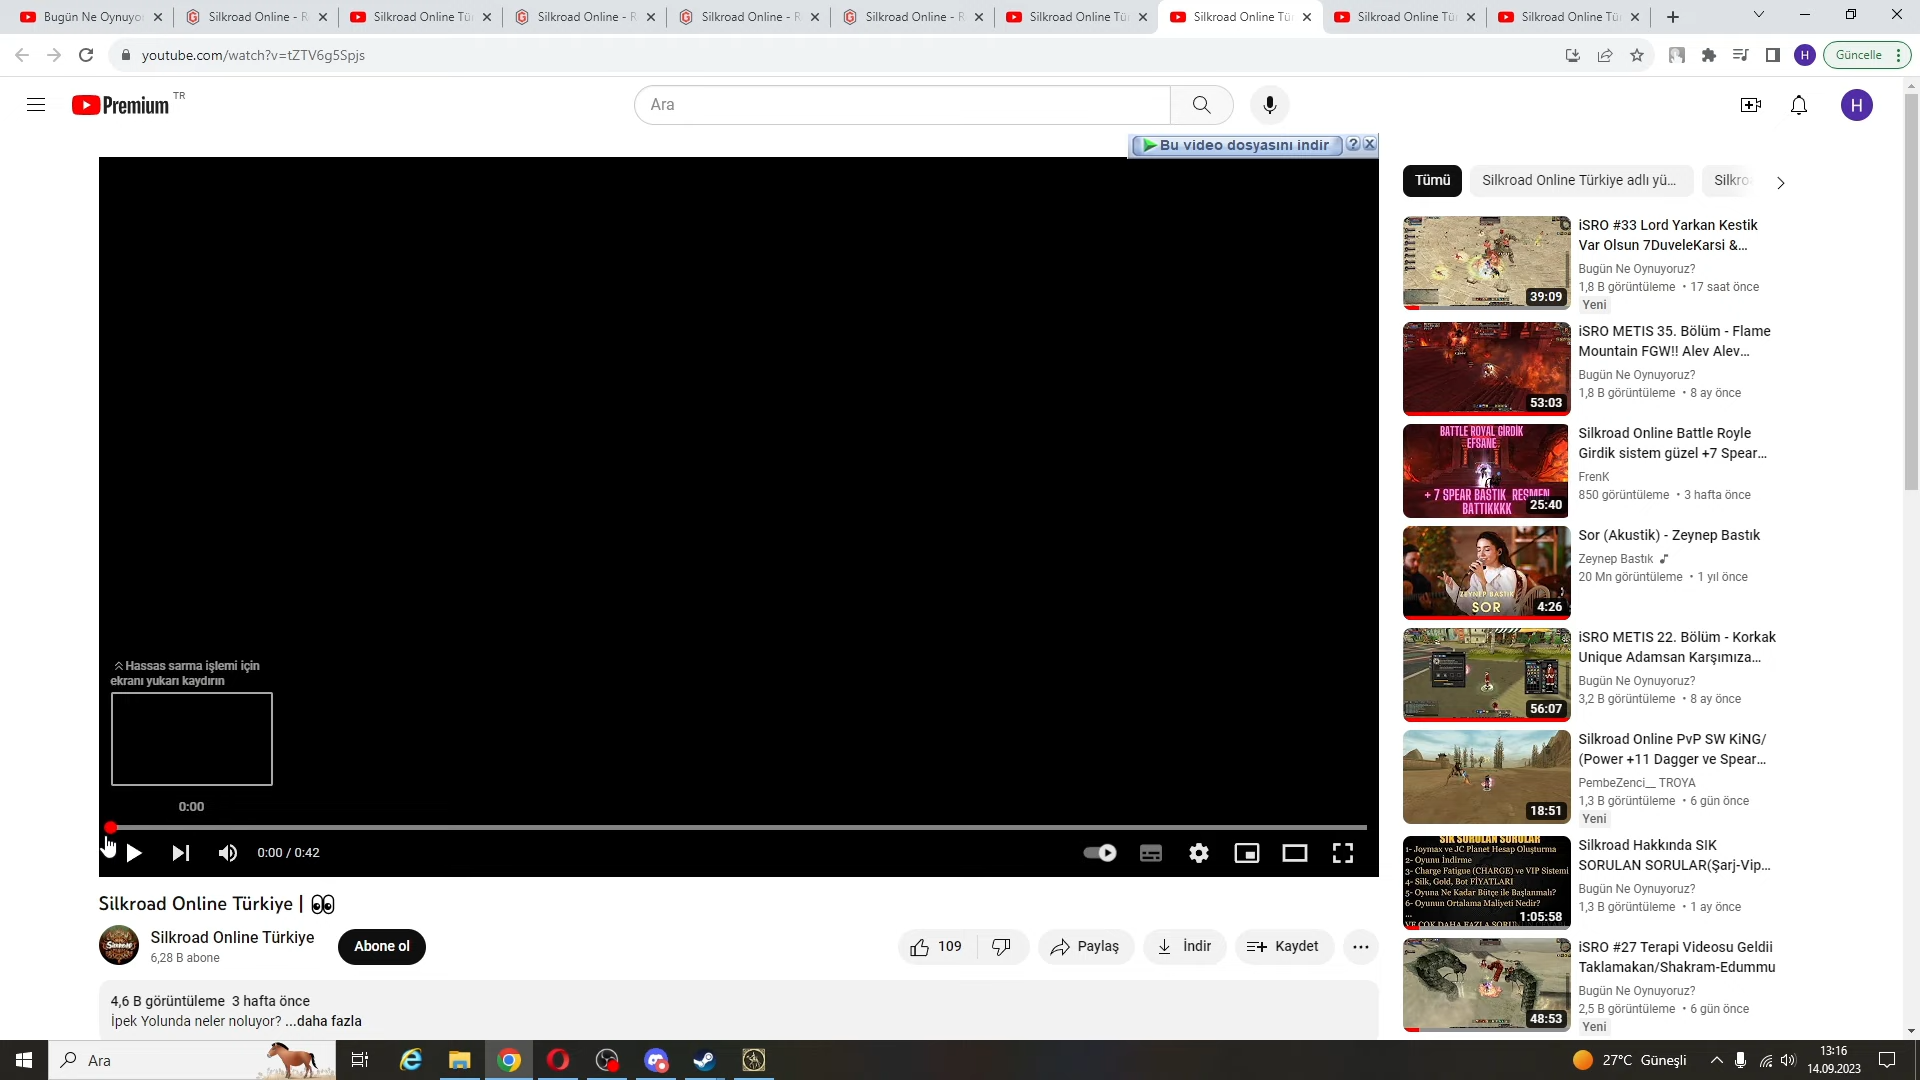 Bugün Ne Oynuyo
Silkroad Online - R
Silkroad Online Tü
Silkroad Online - R
Silkroad Online - R
Silkroad Online - R
Silkroad Online Tü
Silkroad Online Tü
Silkroad Online Tü
Silkroad Online Tü
youtube.com/watch?v=tZTV6g5Spjs
H
Güncelle
Premium TR
Ara
H
Bu video dosyasını indir
Tümü
Silkroad Online Türkiye adlı yü...
Silkro
iSRO #33 Lord Yarkan Kestik
Var Olsun 7DuveleKarsi &...
Bugün Ne Oynuyoruz?
1,8 B görüntüleme • 17 saat önce
Yeni
39:09
iSRO METIS 35. Bölüm - Flame
Mountain FGW!! Alev Alev...
Bugün Ne Oynuyoruz?
1,8 B görüntüleme • 8 ay önce
53:03
BATTLE ROYAL GİRDİK
EFSANE
+ 7 SPEAR BASTIK RESMEN
BATTIKKKK
25:40
Silkroad Online Battle Royle
Girdik sistem güzel +7 Spear...
FrenK
850 görüntüleme • 3 hafta önce
ZEYNEP BASTIK
SOR
4:26
Sor (Akustik) - Zeynep Bastık
Zeynep Bastık
20 Mn görüntüleme • 1 yıl önce
56:07
iSRO METIS 22. Bölüm - Korkak
Unique Adamsan Karşımıza...
Bugün Ne Oynuyoruz?
3,2 B görüntüleme • 8 ay önce
18:51
Silkroad Online PvP SW KiNG/
(Power +11 Dagger ve Spear...
PembeZenci__ TROYA
1,3 B görüntüleme • 6 gün önce
Yeni
SIK SORULAN SORULAR
1- Joymax ve JC Planet Hesap Oluşturma
2- Oyunu İndirme
3- Charge Fatigue (CHARGE) ve VIP Sistemi
4- Silk, Gold, Bot FİYATLARI
5- Oyuna Ne Kadar Bütçe ile Başlanmalı?
6- Oyunun Ortalama Maliyeti Nedir?
...
VE ÇOK DAHA FAZLA SORU
1:05:58
Silkroad Hakkında SIK
SORULAN SORULAR(Şarj-Vip...
Bugün Ne Oynuyoruz?
1,3 B görüntüleme • 1 ay önce
48:53
iSRO #27 Terapi Videosu Geldii
Taklamakan/Shakram-Edummu
Bugün Ne Oynuyoruz?
2,5 B görüntüleme • 6 gün önce
Yeni
Hassas sarma işlemi için
ekranı yukarı kaydırın
0:00
0:00 / 0:42
Silkroad Online Türkiye | 👀
Silkroad Online Türkiye
6,28 B abone
Abone ol
109
Paylaş
İndir
Kaydet
4,6 B görüntüleme 3 hafta önce
İpek Yolunda neler noluyor? ...daha fazla
Ara
27°C Güneşli
13:16
14.09.2023